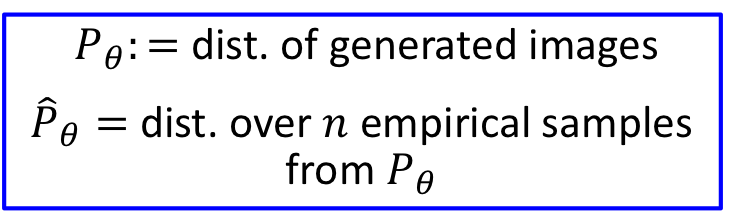 P_θ := dist. of generated images
P̂_θ = dist. over n empirical samples
from P_θ